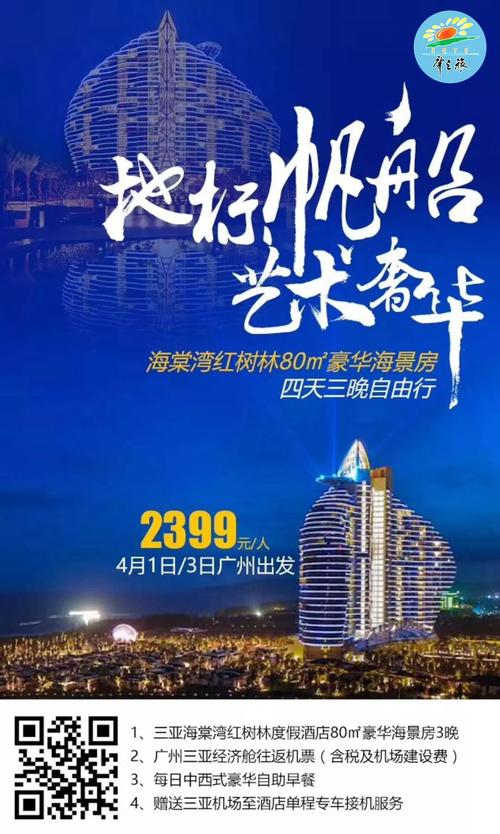 地标帆船
艺术奢华
海棠湾红树林80㎡豪华海景房
四天三晚自由行
2399元/人
4月1日/3日广州出发
1、三亚海棠湾红树林度假酒店80㎡豪华海景房3晚
2、广州三亚经济舱往返机票（含税及机场建设费）
3、每日中西式豪华自助早餐
4、赠送三亚机场至酒店单程专车接机服务